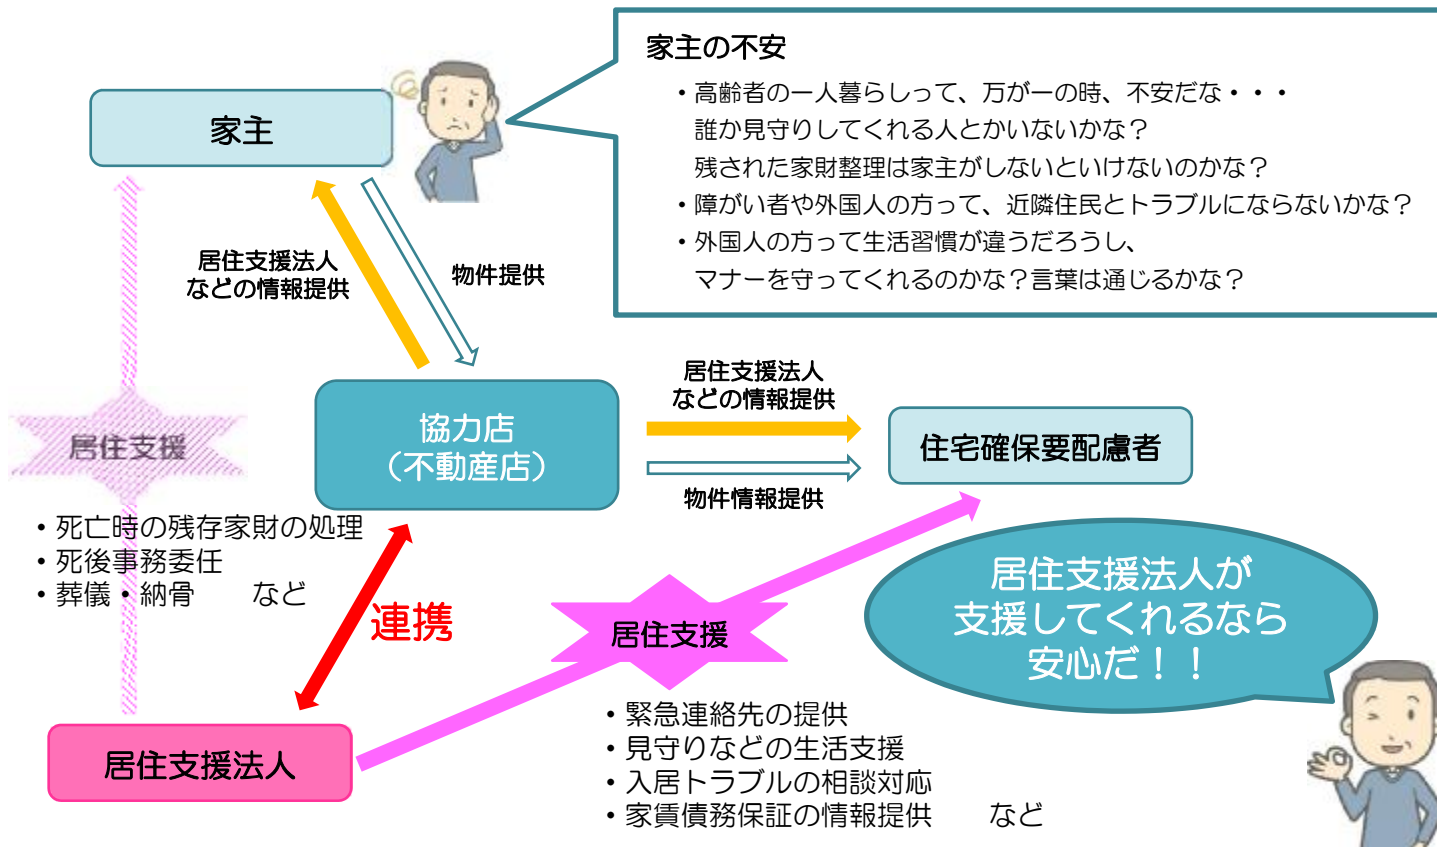 家主の不安
・高齢者の一人暮らしって、万が一の時、不安だな・・・
誰か見守りしてくれる人とかいないかな？
残された家財整理は家主がしないといけないのかな？
・障がい者や外国人の方って、近隣住民とトラブルにならないかな？
・外国人の方って生活習慣が違うだろうし、
マナーを守ってくれるのかな？言葉は通じるかな？
家主
居住支援法人
などの情報提供
物件提供
協力店
（不動産店）
居住支援法人
などの情報提供
物件情報提供
住宅確保要配慮者
居住支援
・死亡時の残存家財の処理
・死後事務委任
・葬儀・納骨　　など
連携
居住支援
居住支援法人が
支援してくれるなら
安心だ！！
居住支援法人
・緊急連絡先の提供
・見守りなどの生活支援
・入居トラブルの相談対応
・家賃債務保証の情報提供　　など